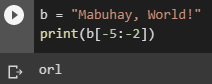 b = "Mabuhay, World!"
print(b[-5:-2])
orl